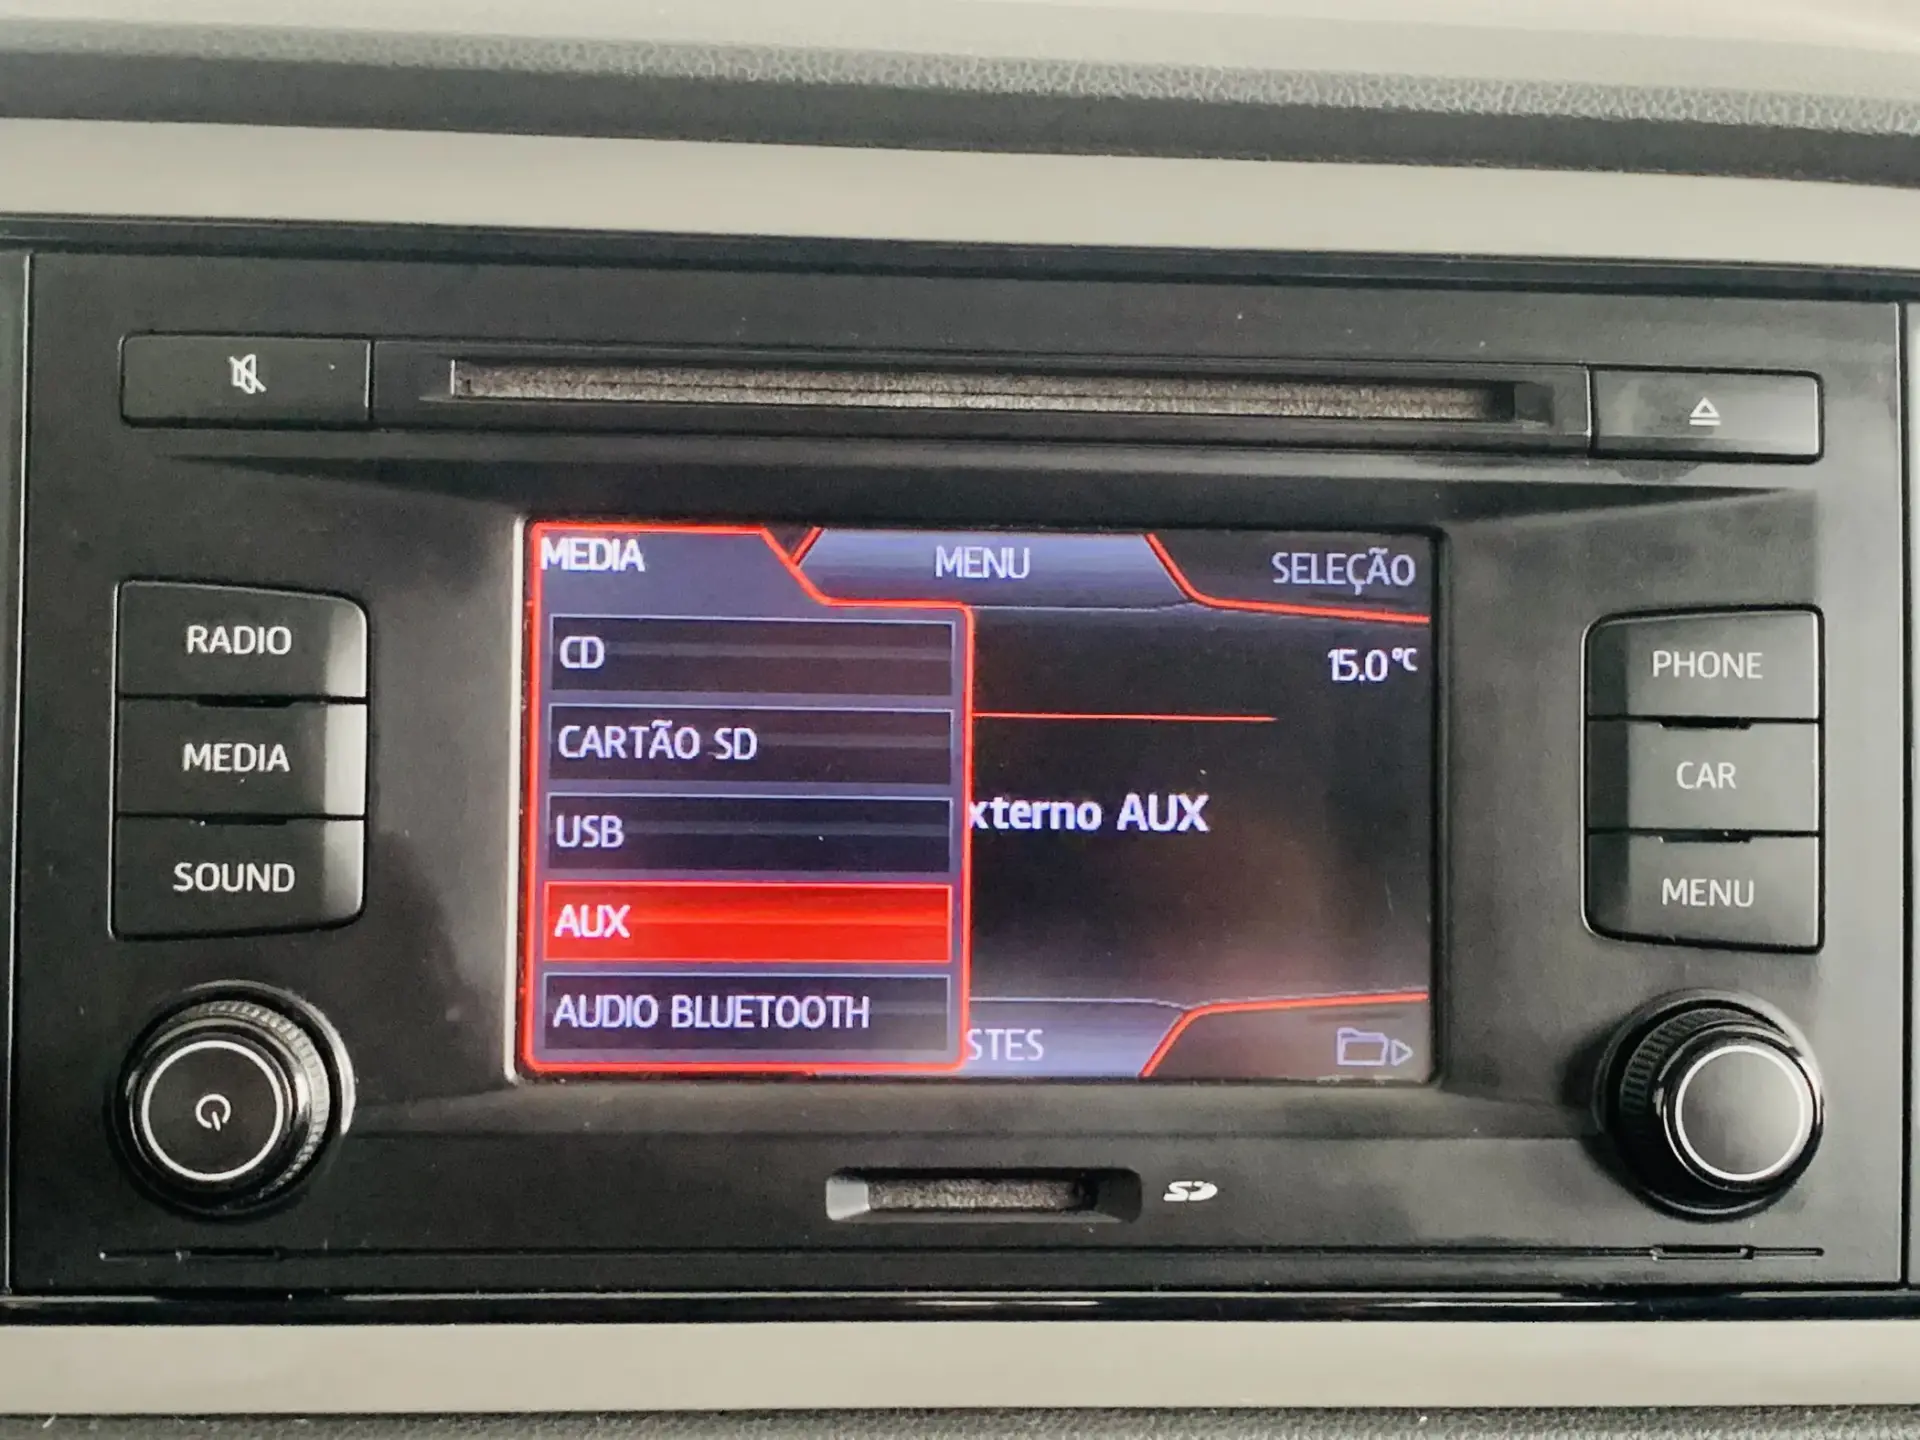 MEDIA
MENU
SELEÇÃO
CD
15.0°C
CARTÃO SD
USB
xterno AUX
AUX
AUDIO BLUETOOTH
STES
RADIO
MEDIA
SOUND
PHONE
CAR
MENU
SD